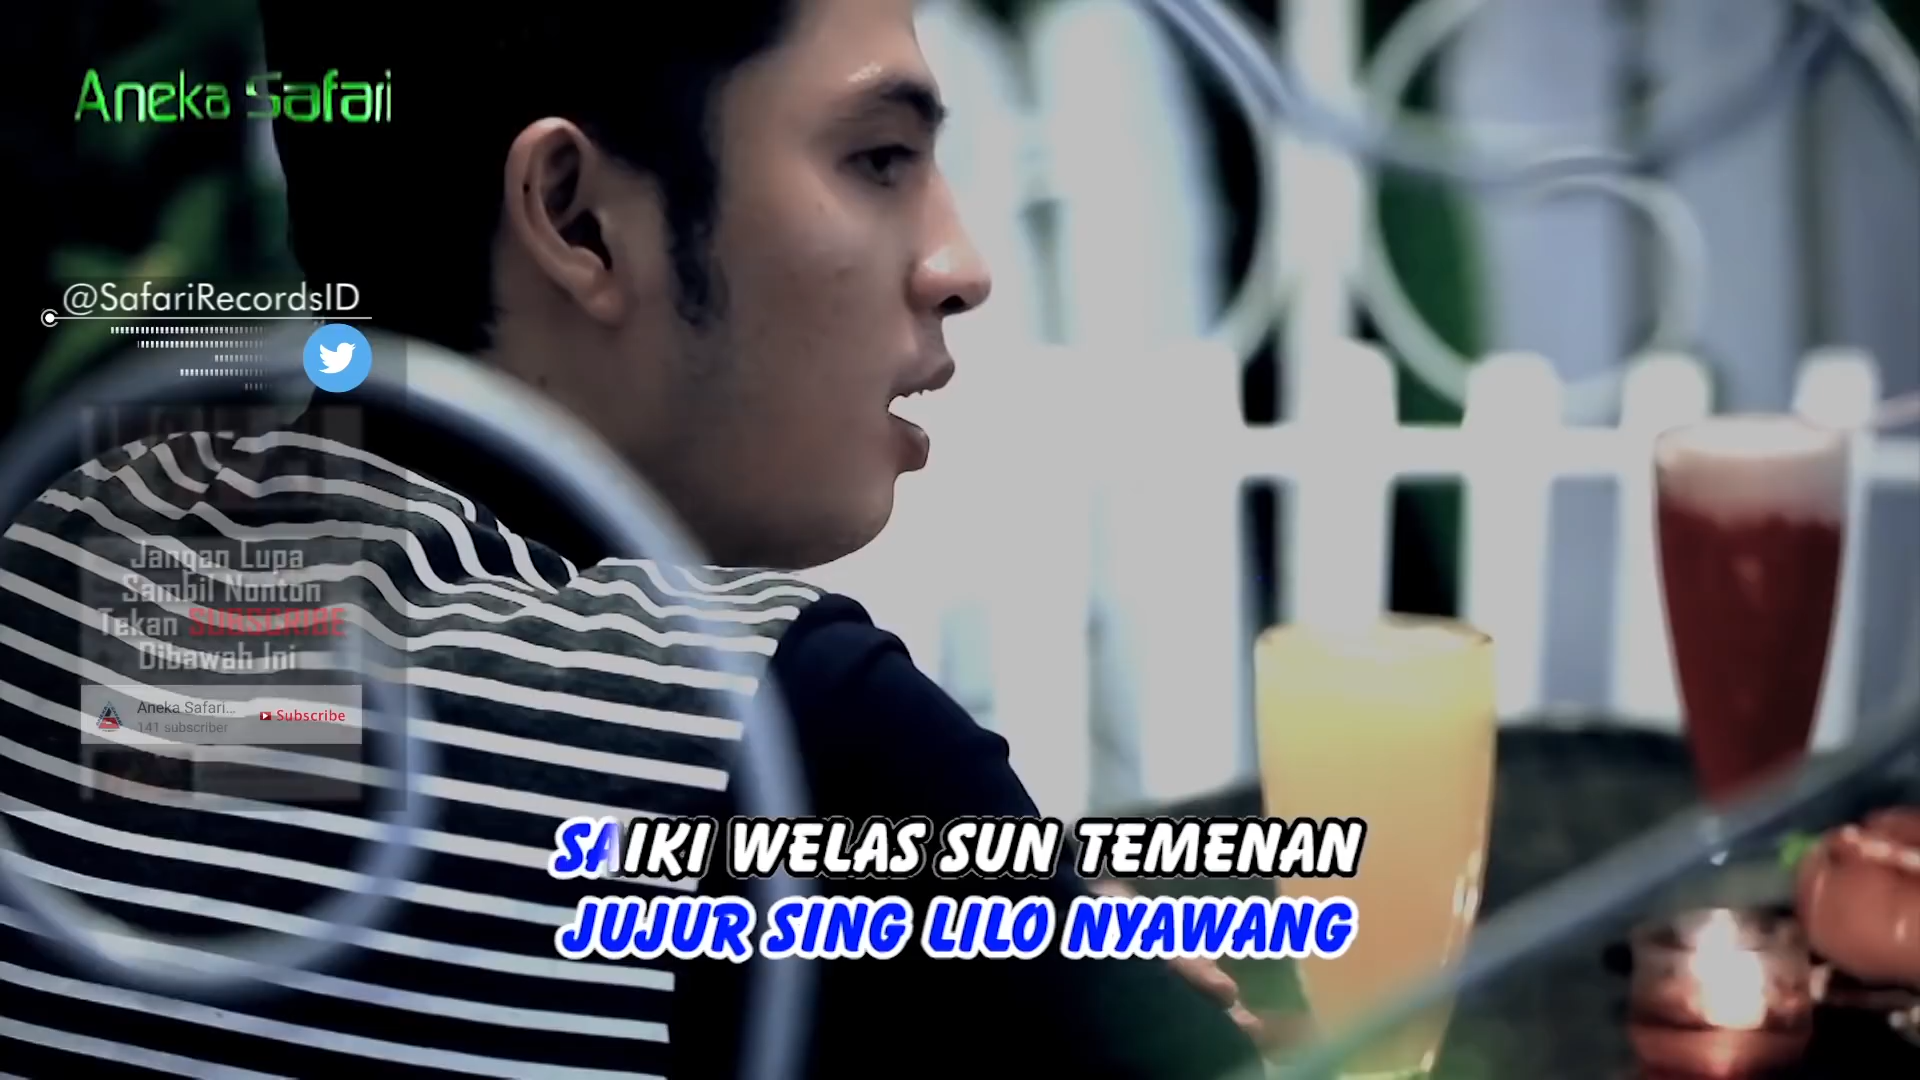 Aneka Safari
@SafariRecordsID
Jangan Lupa
Sambil Nonton
Tekan SUBSCRIBE
Dibawah Ini
Aneka Safari...
141 subscriber
Subscribe
SAIKI WELAS SUN TEMENAN
JUJUR SING LILO NYAWANG